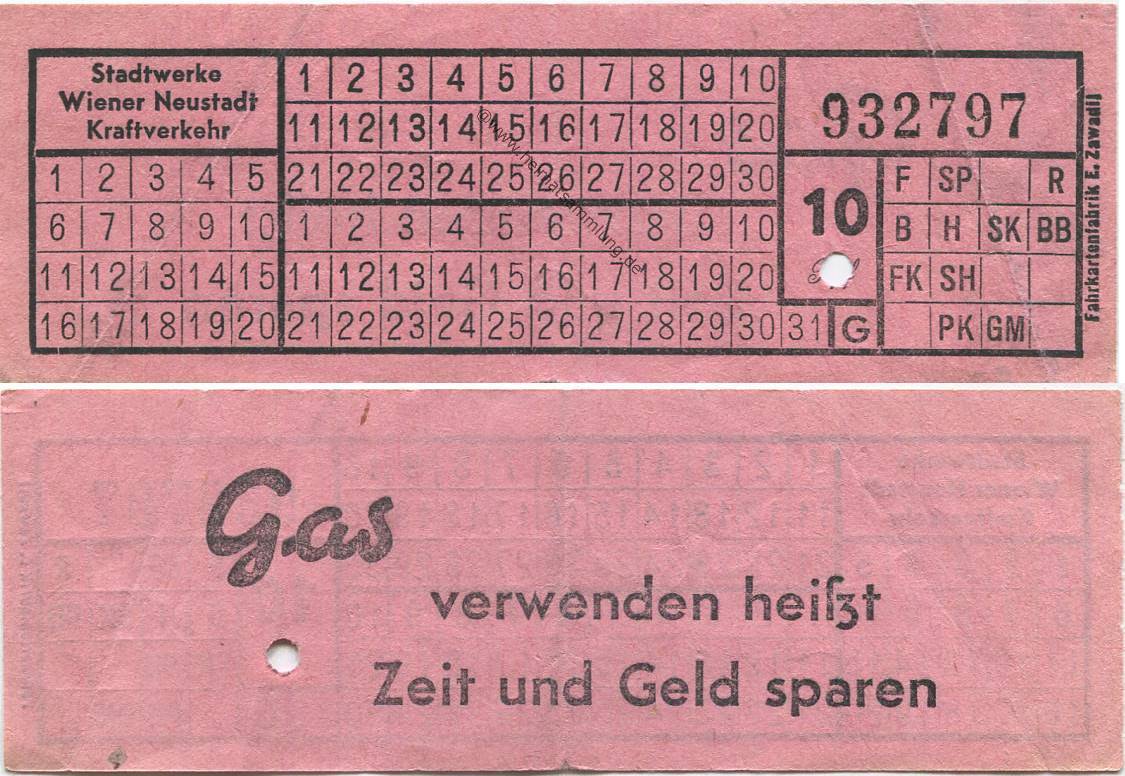 Stadtwerke
Wiener Neustadt
Kraftverkehr
1 2 3 4 5 6 7 8 9 10
11 12 13 14 15 16 17 18 19 20
21 22 23 24 25 26 27 28 29 30
1 2 3 4 5
6 7 8 9 10
11 12 13 14 15
16 17 18 19 20
1 2 3 4 5 6 7 8 9 10
11 12 13 14 15 16 17 18 19 20
21 22 23 24 25 26 27 28 29 30 31 G
932797
10
F SP R
B H SK BB
FK SH
PK GM
Fahrkartenfabrik E. Zawadil
©www.heimatsammlung.de
Gas
verwenden heißt
Zeit und Geld sparen